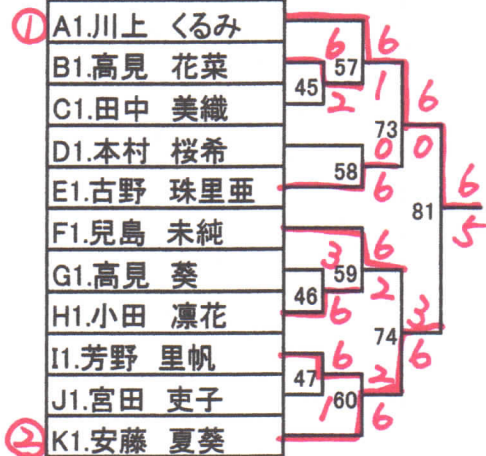 ① A1.川上 くるみ
B1.高見 花菜
C1.田中 美織
D1.本村 桜希
E1.古野 珠里亜
F1.兒島 未純
G1.高見 葵
H1.小田 凛花
I1.芳野 里帆
J1.宮田 吏子
② K1.安藤 夏葵
6 57 6
45 2 1
6
73 0
0
58 6
81 6
5
3 59 6
46 6 2
3
74 6
6 2
47 1 60 6